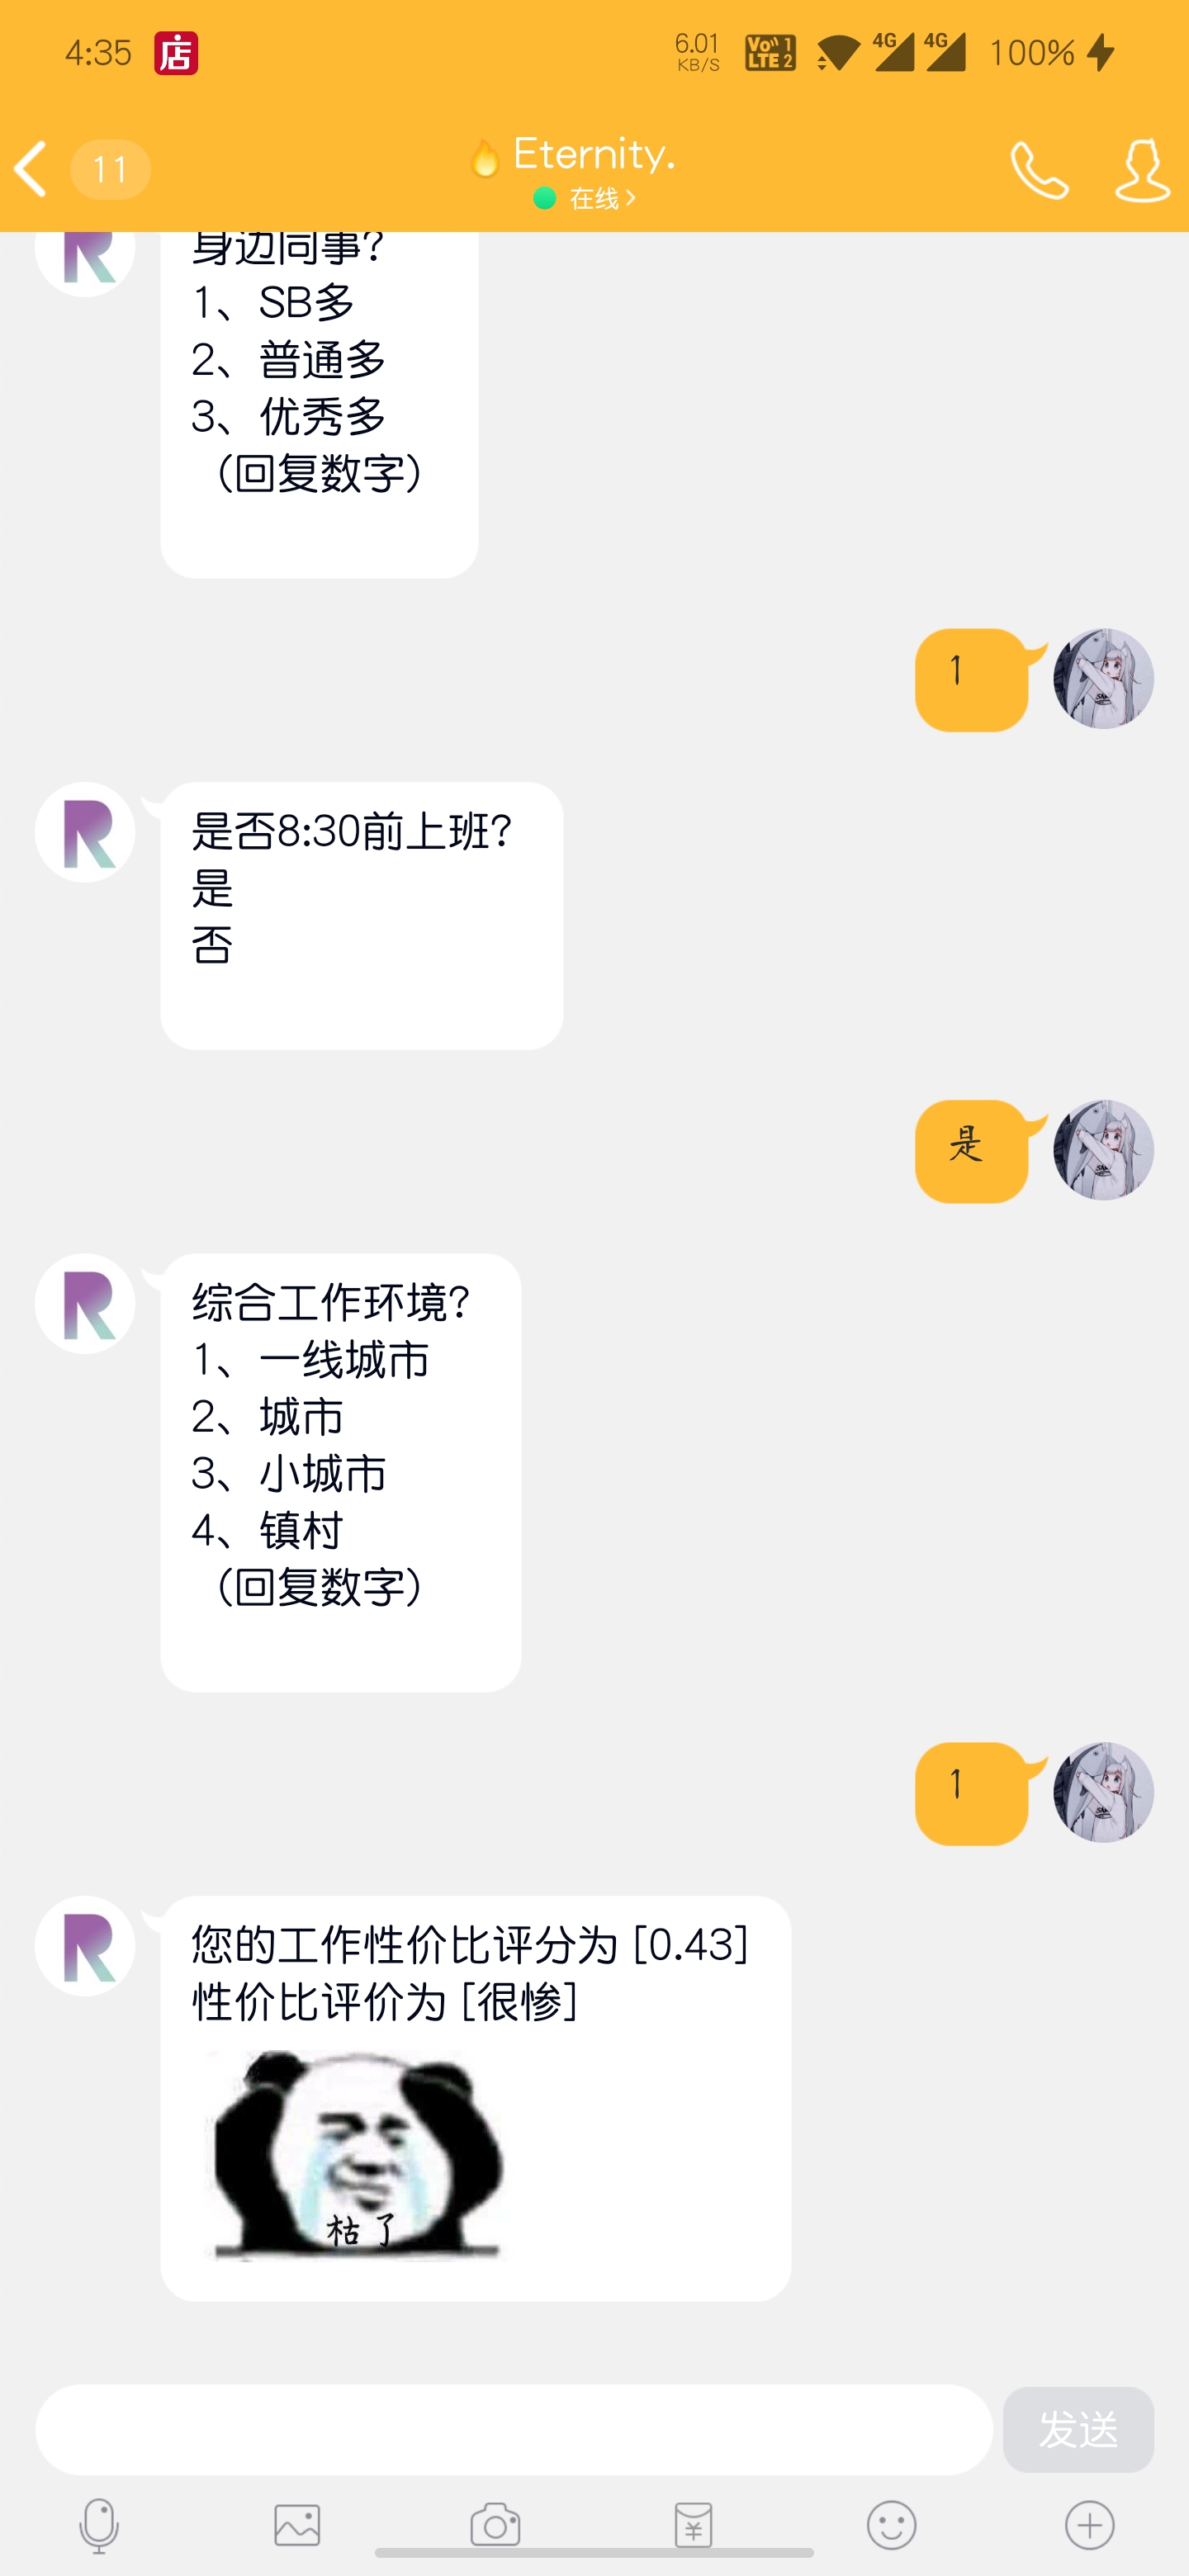 4:35 店 6.01 KB/S Vo)) 1 LTE 2 4G 4G 100%
11 Eternity.
在线
身边同事?
1、SB多
2、普通多
3、优秀多
(回复数字)
1
R
是否8:30前上班?
是
否
是
R
综合工作环境?
1、一线城市
2、城市
3、小城市
4、镇村
(回复数字)
1
R
您的工作性价比评分为 [0.43]
性价比评价为 [很惨]
枯了
发送